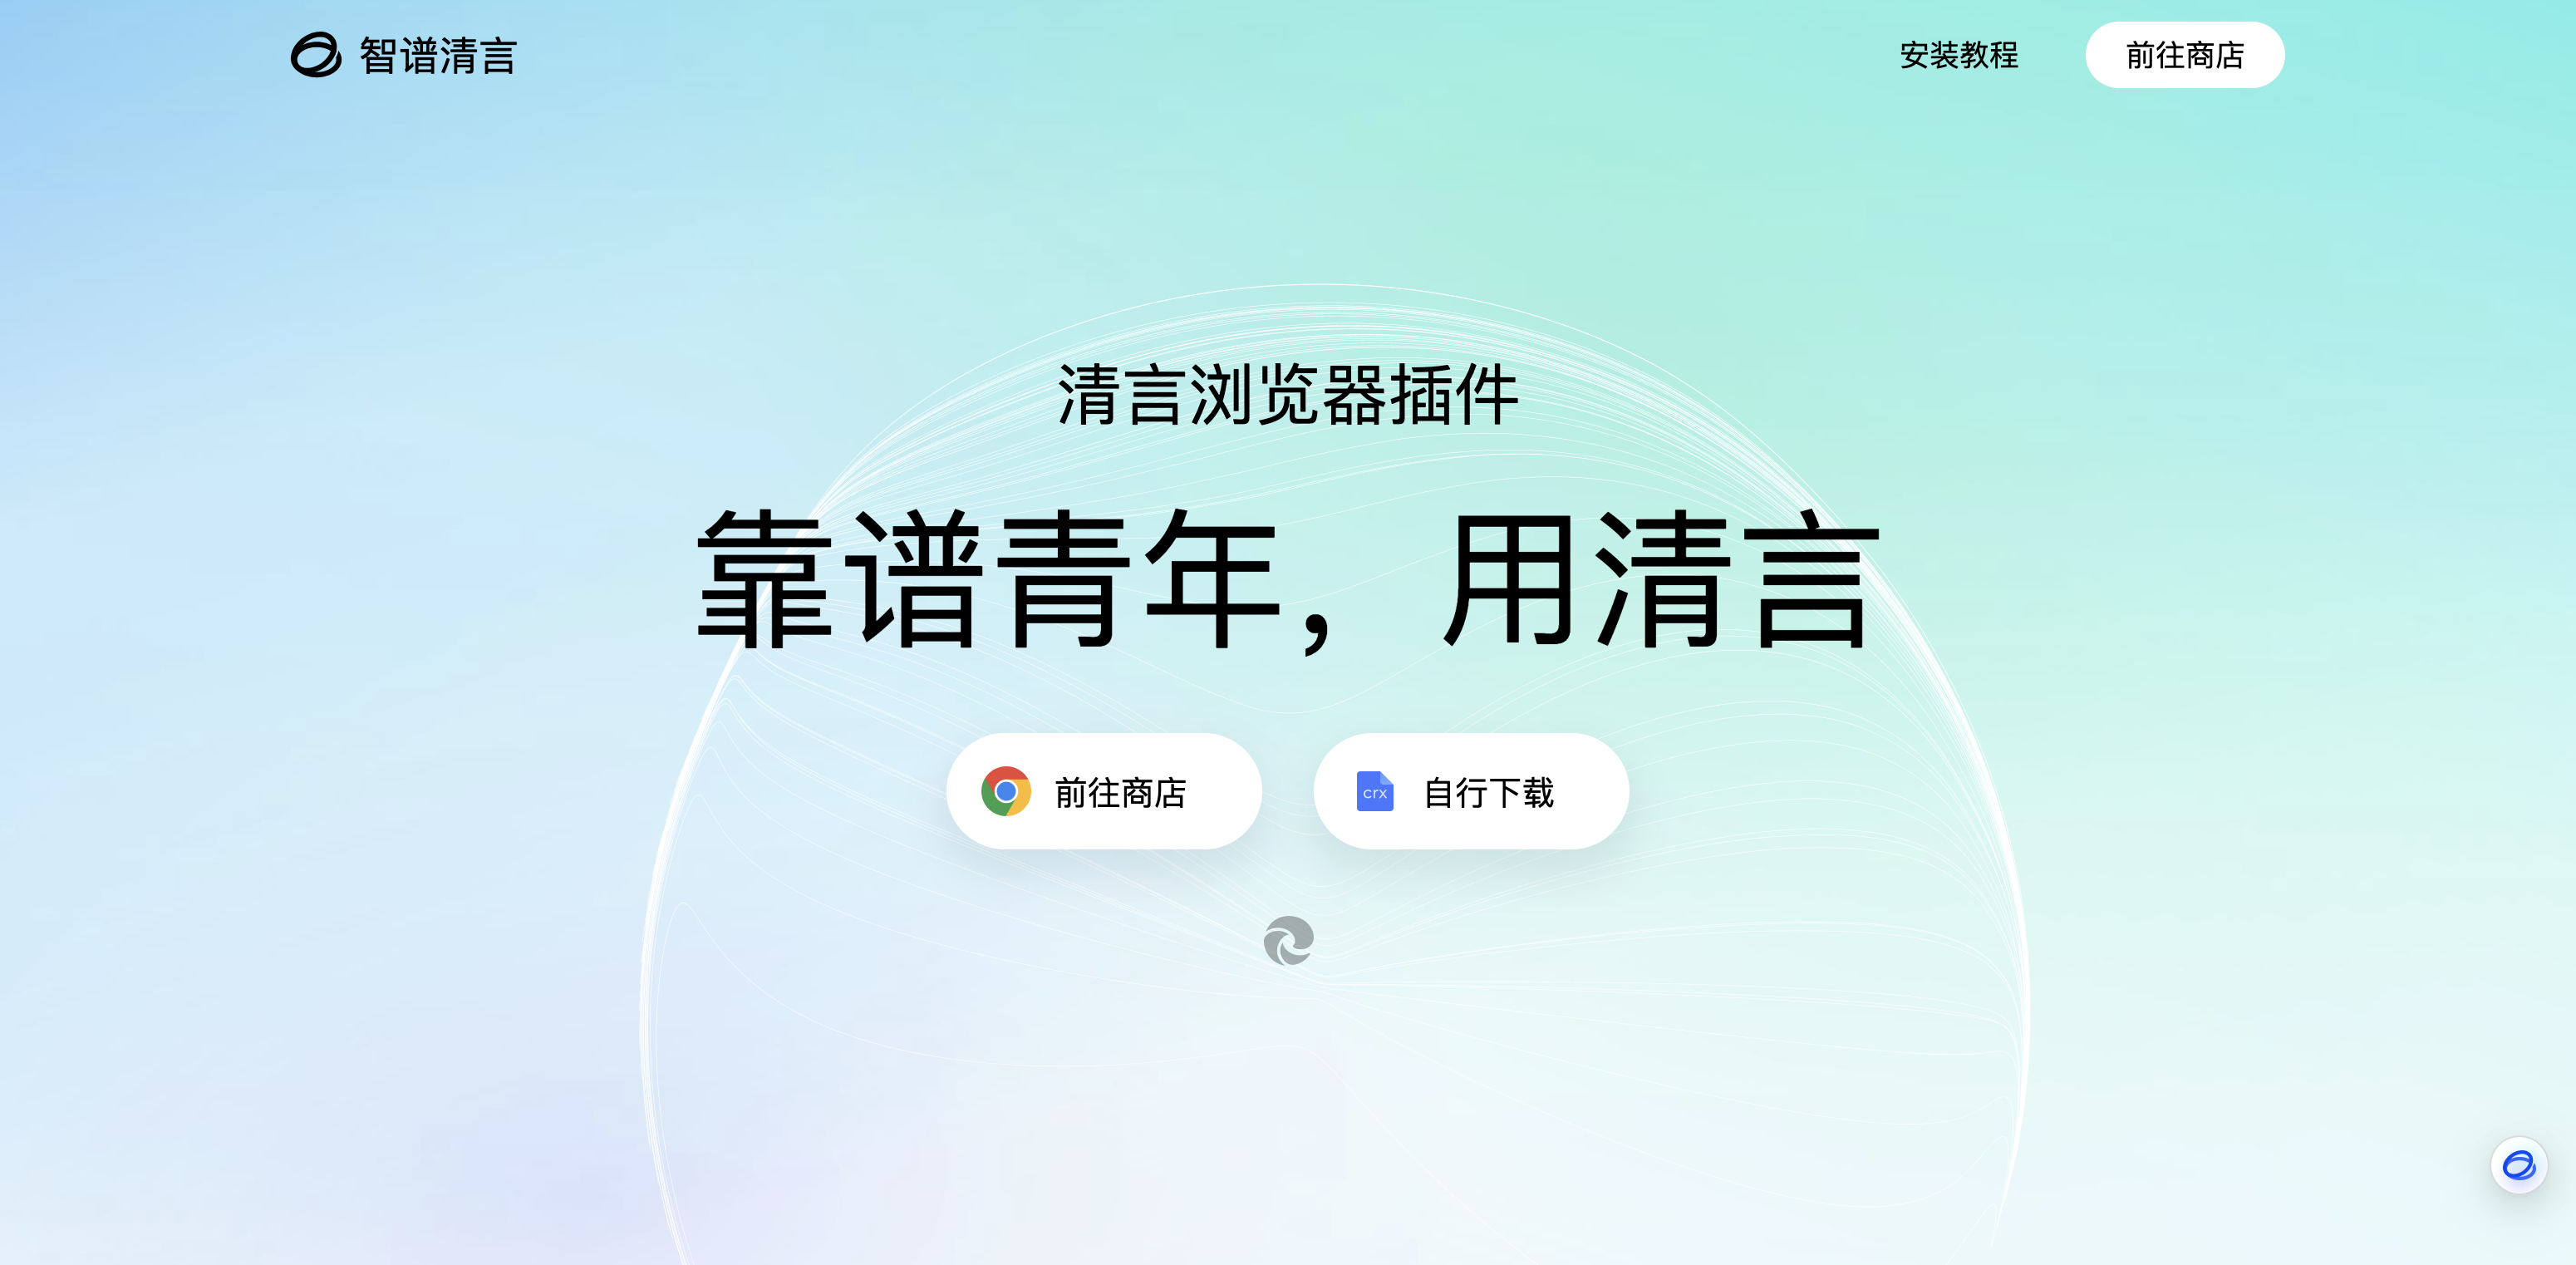 智谱清言
安装教程
前往商店
清言浏览器插件
靠谱青年，用清言
前往商店
crx
自行下载